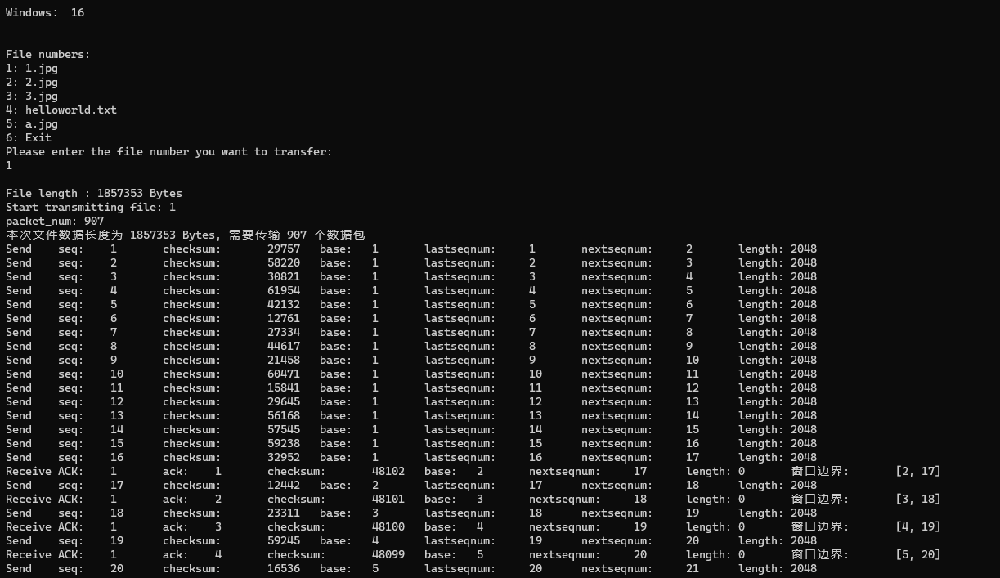 Windows:  16
File numbers:
1: 1.jpg
2: 2.jpg
3: 3.jpg
4: helloworld.txt
5: a.jpg
6: Exit
Please enter the file number you want to transfer:
1
File length : 1857353 Bytes
Start transmitting file: 1
packet_num: 907
本次文件数据长度为 1857353 Bytes, 需要传输 907 个数据包
Send    seq:    1       checksum:       29757   base:   1       lastseqnum:     1       nextseqnum:     2       length: 2048
Send    seq:    2       checksum:       58220   base:   1       lastseqnum:     2       nextseqnum:     3       length: 2048
Send    seq:    3       checksum:       30821   base:   1       lastseqnum:     3       nextseqnum:     4       length: 2048
Send    seq:    4       checksum:       61954   base:   1       lastseqnum:     4       nextseqnum:     5       length: 2048
Send    seq:    5       checksum:       42132   base:   1       lastseqnum:     5       nextseqnum:     6       length: 2048
Send    seq:    6       checksum:       12761   base:   1       lastseqnum:     6       nextseqnum:     7       length: 2048
Send    seq:    7       checksum:       27334   base:   1       lastseqnum:     7       nextseqnum:     8       length: 2048
Send    seq:    8       checksum:       44617   base:   1       lastseqnum:     8       nextseqnum:     9       length: 2048
Send    seq:    9       checksum:       21458   base:   1       lastseqnum:     9       nextseqnum:     10      length: 2048
Send    seq:    10      checksum:       60471   base:   1       lastseqnum:     10      nextseqnum:     11      length: 2048
Send    seq:    11      checksum:       15841   base:   1       lastseqnum:     11      nextseqnum:     12      length: 2048
Send    seq:    12      checksum:       29645   base:   1       lastseqnum:     12      nextseqnum:     13      length: 2048
Send    seq:    13      checksum:       56168   base:   1       lastseqnum:     13      nextseqnum:     14      length: 2048
Send    seq:    14      checksum:       57545   base:   1       lastseqnum:     14      nextseqnum:     15      length: 2048
Send    seq:    15      checksum:       59238   base:   1       lastseqnum:     15      nextseqnum:     16      length: 2048
Send    seq:    16      checksum:       32952   base:   1       lastseqnum:     16      nextseqnum:     17      length: 2048
Receive ACK:    1       ack:    1       checksum:       48102   base:   2       nextseqnum:     17      length: 0       窗口边界:       [2, 17]
Send    seq:    17      checksum:       12442   base:   2       lastseqnum:     17      nextseqnum:     18      length: 2048
Receive ACK:    1       ack:    2       checksum:       48101   base:   3       nextseqnum:     18      length: 0       窗口边界:       [3, 18]
Send    seq:    18      checksum:       23311   base:   3       lastseqnum:     18      nextseqnum:     19      length: 2048
Receive ACK:    1       ack:    3       checksum:       48100   base:   4       nextseqnum:     19      length: 0       窗口边界:       [4, 19]
Send    seq:    19      checksum:       59245   base:   4       lastseqnum:     19      nextseqnum:     20      length: 2048
Receive ACK:    1       ack:    4       checksum:       48099   base:   5       nextseqnum:     20      length: 0       窗口边界:       [5, 20]
Send    seq:    20      checksum:       16536   base:   5       lastseqnum:     20      nextseqnum:     21      length: 2048